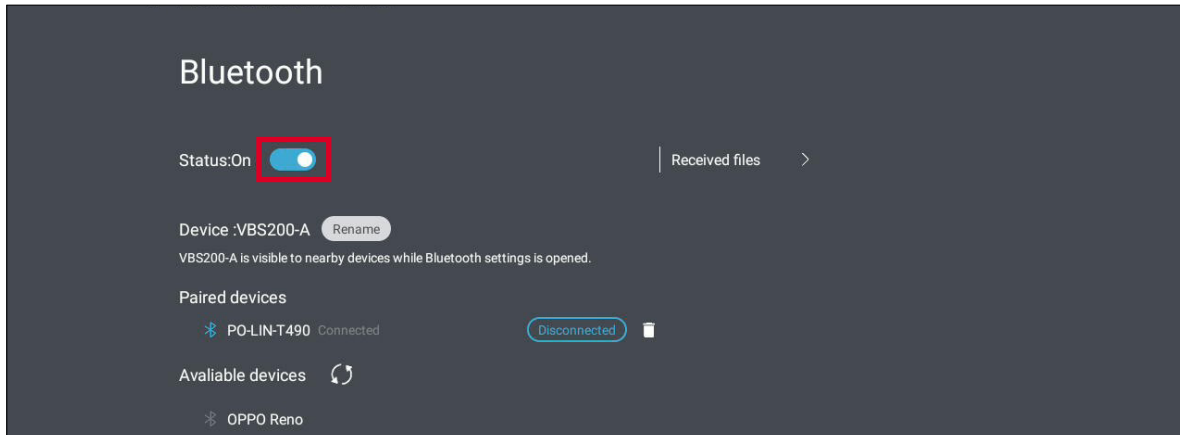 Bluetooth
Status:On
Received files
Device :VBS200-A Rename
VBS200-A is visible to nearby devices while Bluetooth settings is opened.
Paired devices
PO-LIN-T490 Connected Disconnected
Avaliable devices
OPPO Reno